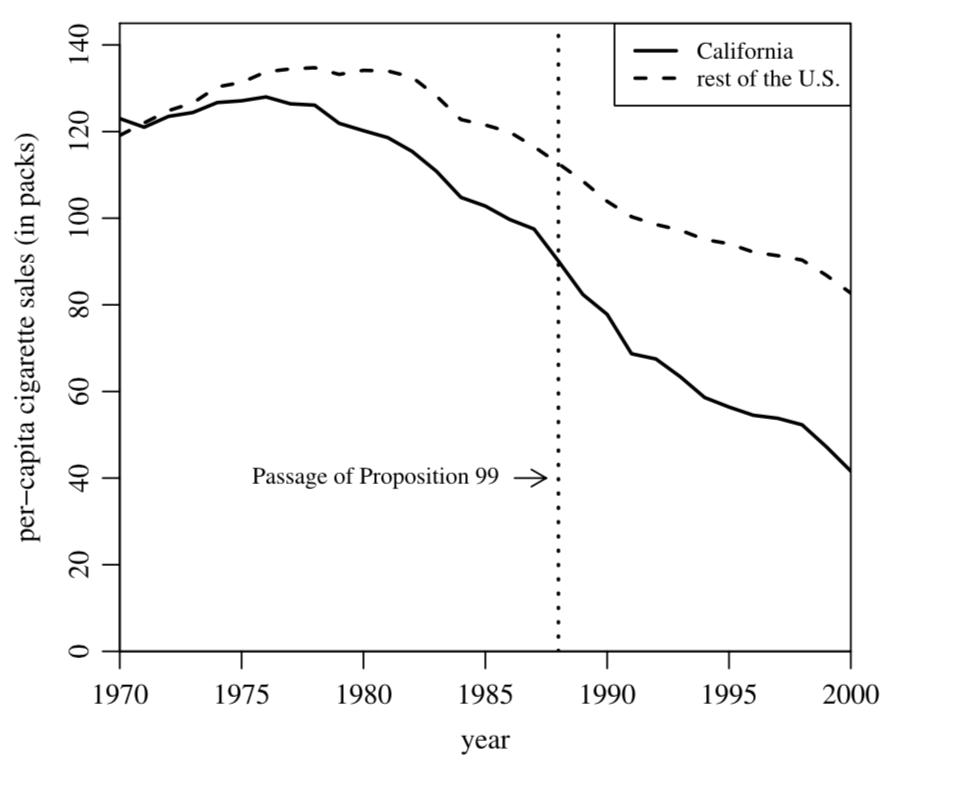 California
rest of the U.S.
140
120
100
80
60
40
20
0
per−capita cigarette sales (in packs)
Passage of Proposition 99
1970 1975 1980 1985 1990 1995 2000
year